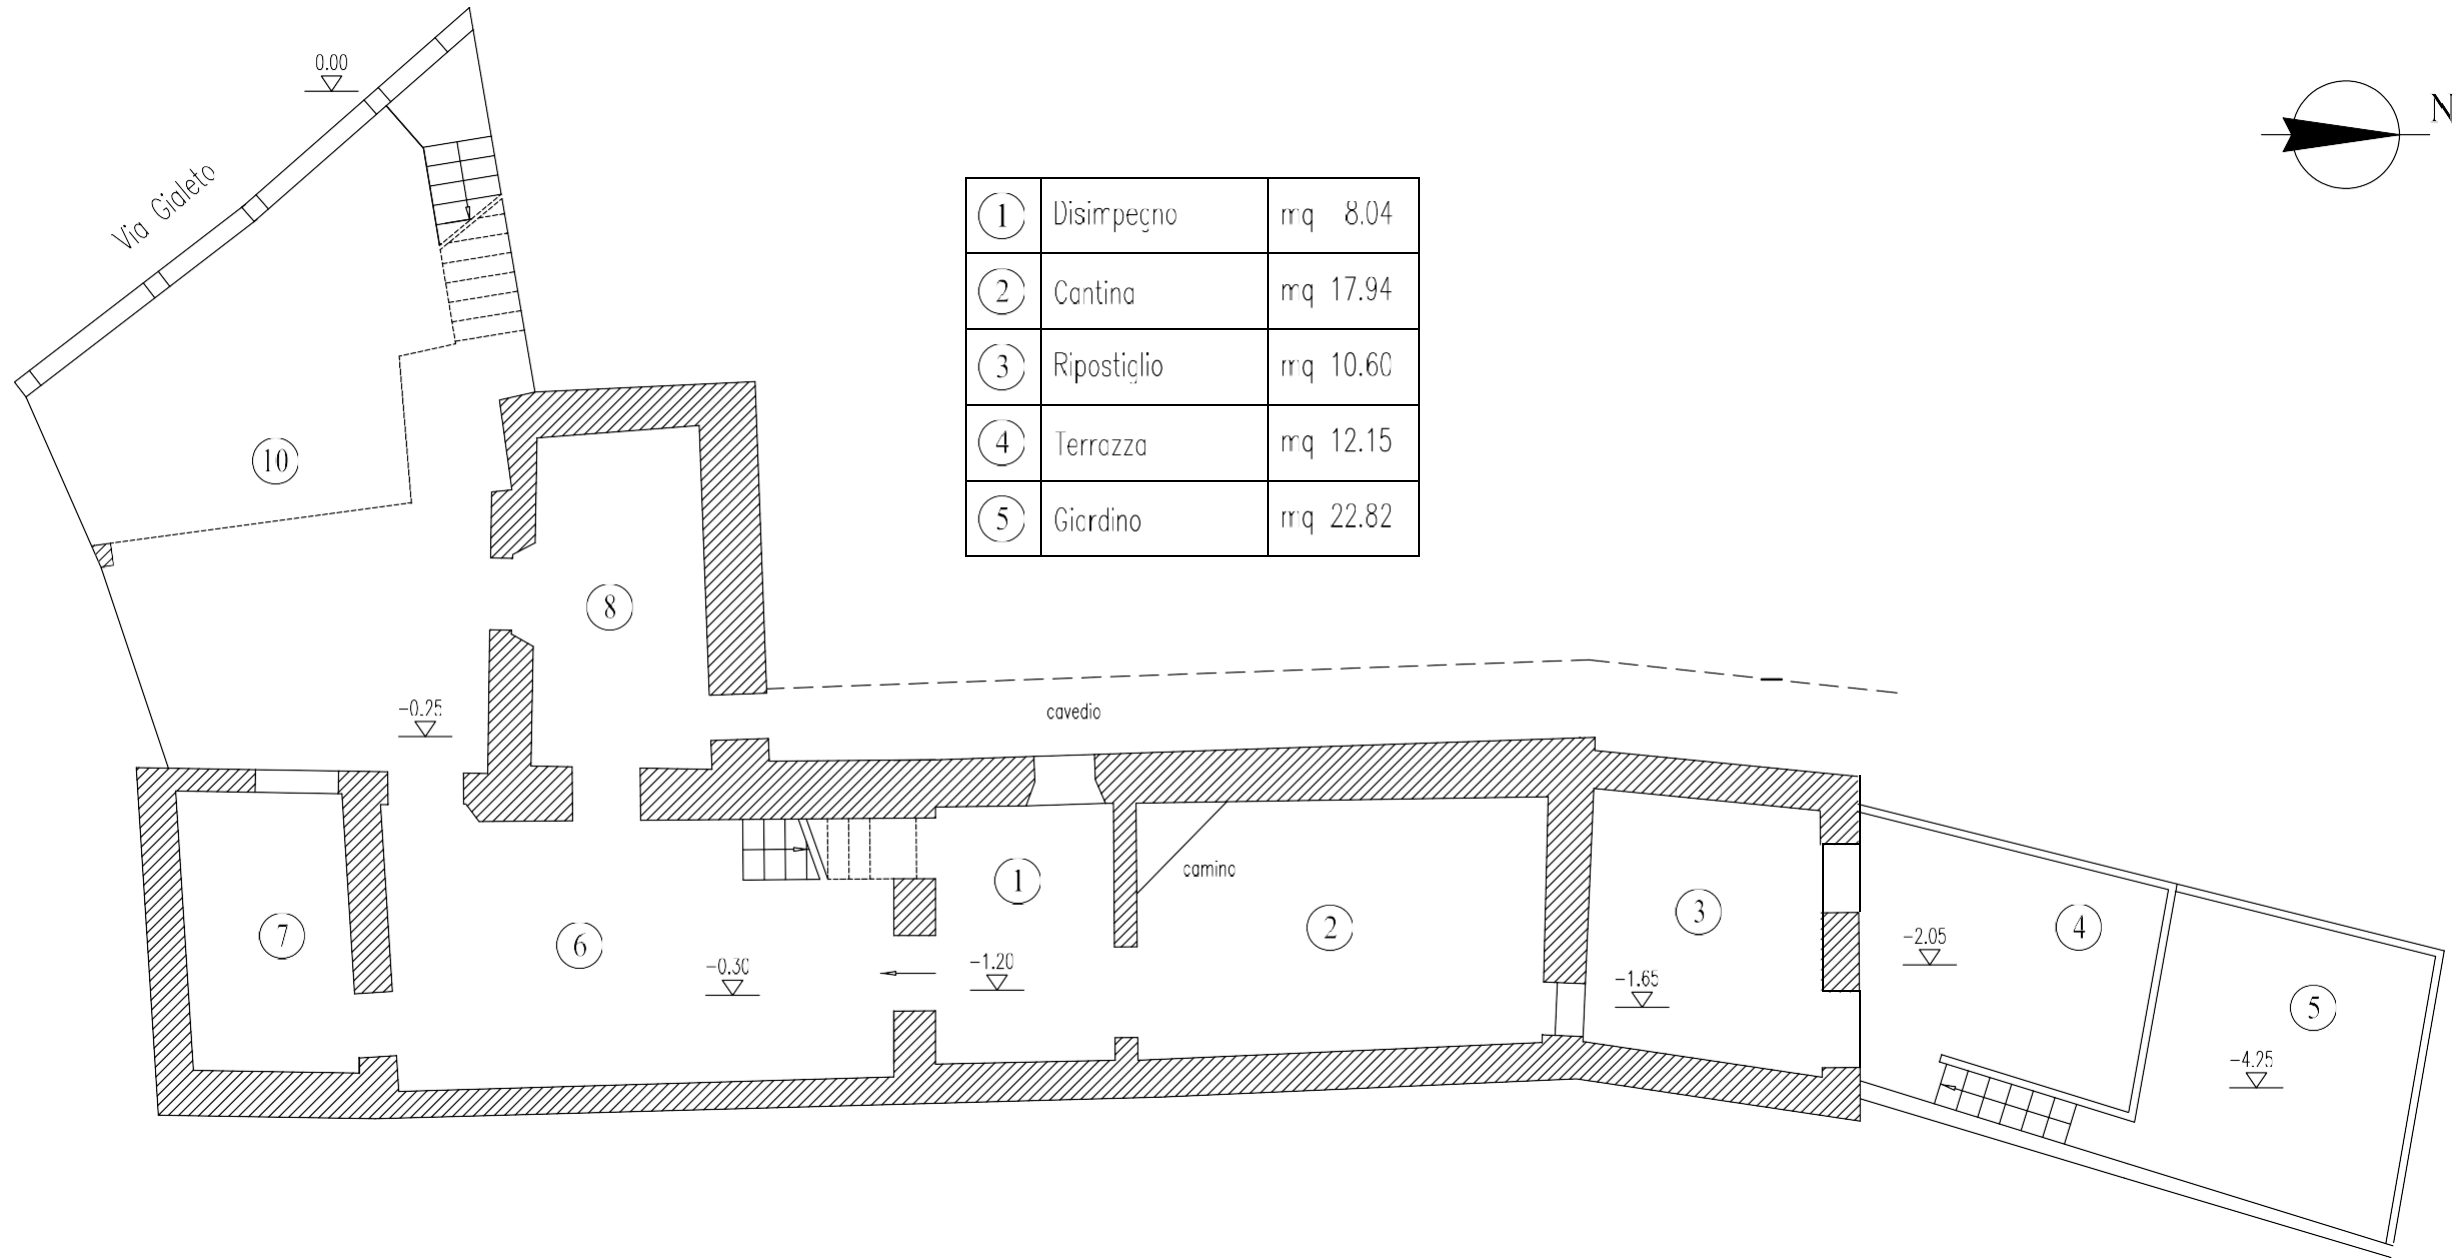 0.00
N
Via Gialeto
1 Disimpegno mq 8.04
2 Cantina mq 17.94
3 Ripostiglio mq 10.60
4 Terrazza mq 12.15
5 Giardino mq 22.82
10
8
-0.25
cavedio
camino
1
7
6
2
3
4
5
-0.30
-1.20
-1.65
-2.05
-4.25